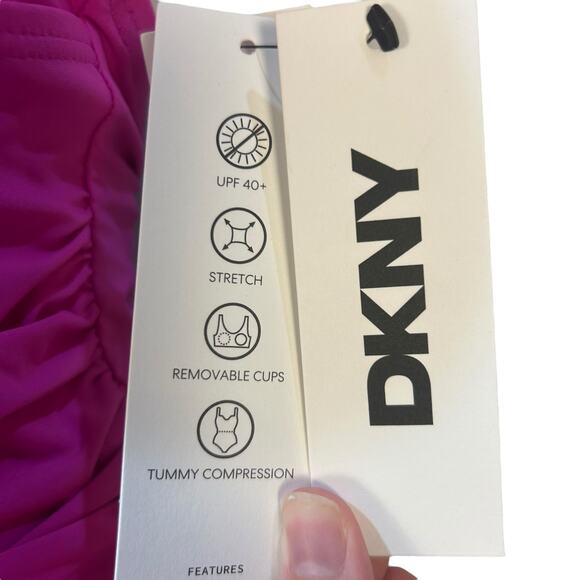 UPF 40+
STRETCH
REMOVABLE CUPS
TUMMY COMPRESSION
FEATURES
DKNY